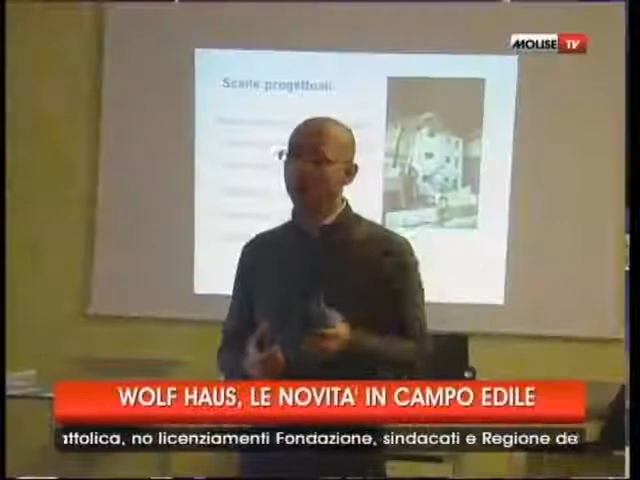 MOLISE TV
Scelte progettuali
WOLF HAUS, LE NOVITA' IN CAMPO EDILE
attolica, no licenziamenti Fondazione, sindacati e Regione de